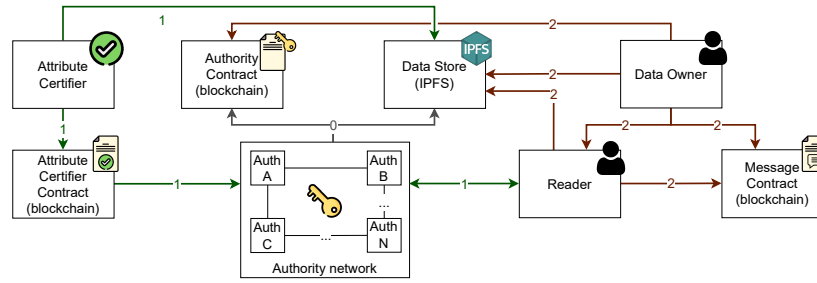 1
2
IPFS
Attribute
Certifier
Authority
Contract
(blockchain)
Data Store
(IPFS)
2
Data Owner
2
1
0
2
2
Attribute
Certifier
Contract
(blockchain)
1
Auth
A
Auth
B
...
...
Auth
C
Auth
N
Authority network
1
Reader
2
Message
Contract
(blockchain)